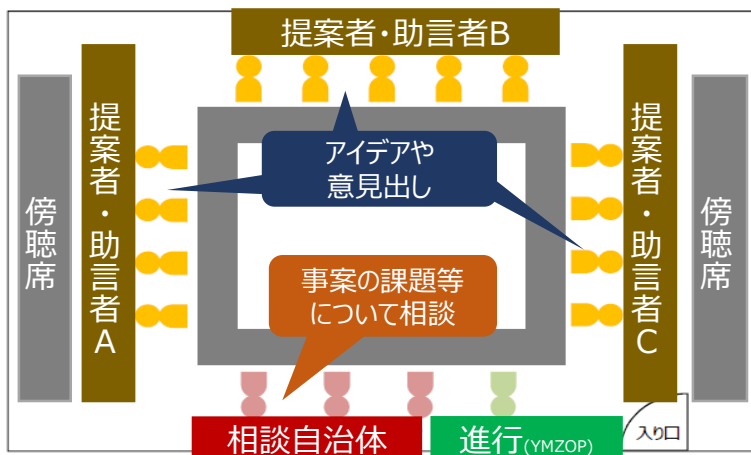 提案者・助言者B
提案者・助言者A
傍聴席
アイデアや
意見出し
提案者・助言者C
傍聴席
事案の課題等
について相談
相談自治体
進行(YMZOP)
入り口